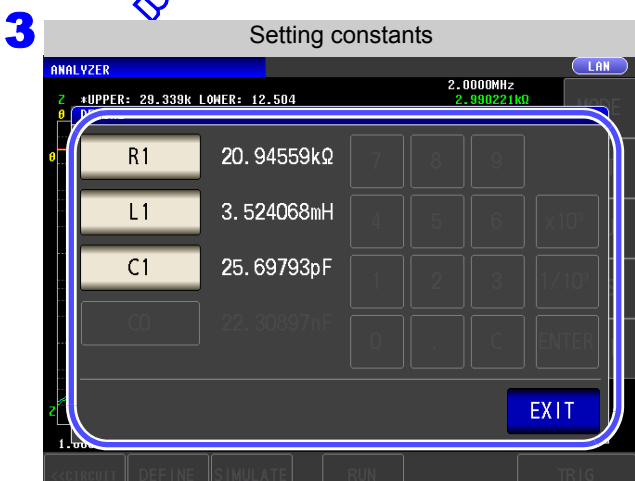 3
Setting constants
ANALYZER
LAN
2.0000MHz
Z *UPPER: 29.339k LOWER: 12.504 2.990221kΩ
θ
θ
R1 20.94559kΩ 7 8 9
L1 3.524068mH 4 5 6 x10³
C1 25.69793pF 1 2 3 1/10³
C0 22.30897nF 0 . C ENTER
EXIT
Z
<<CIRCUIT DEFINE SIMULATE RUN TRIG